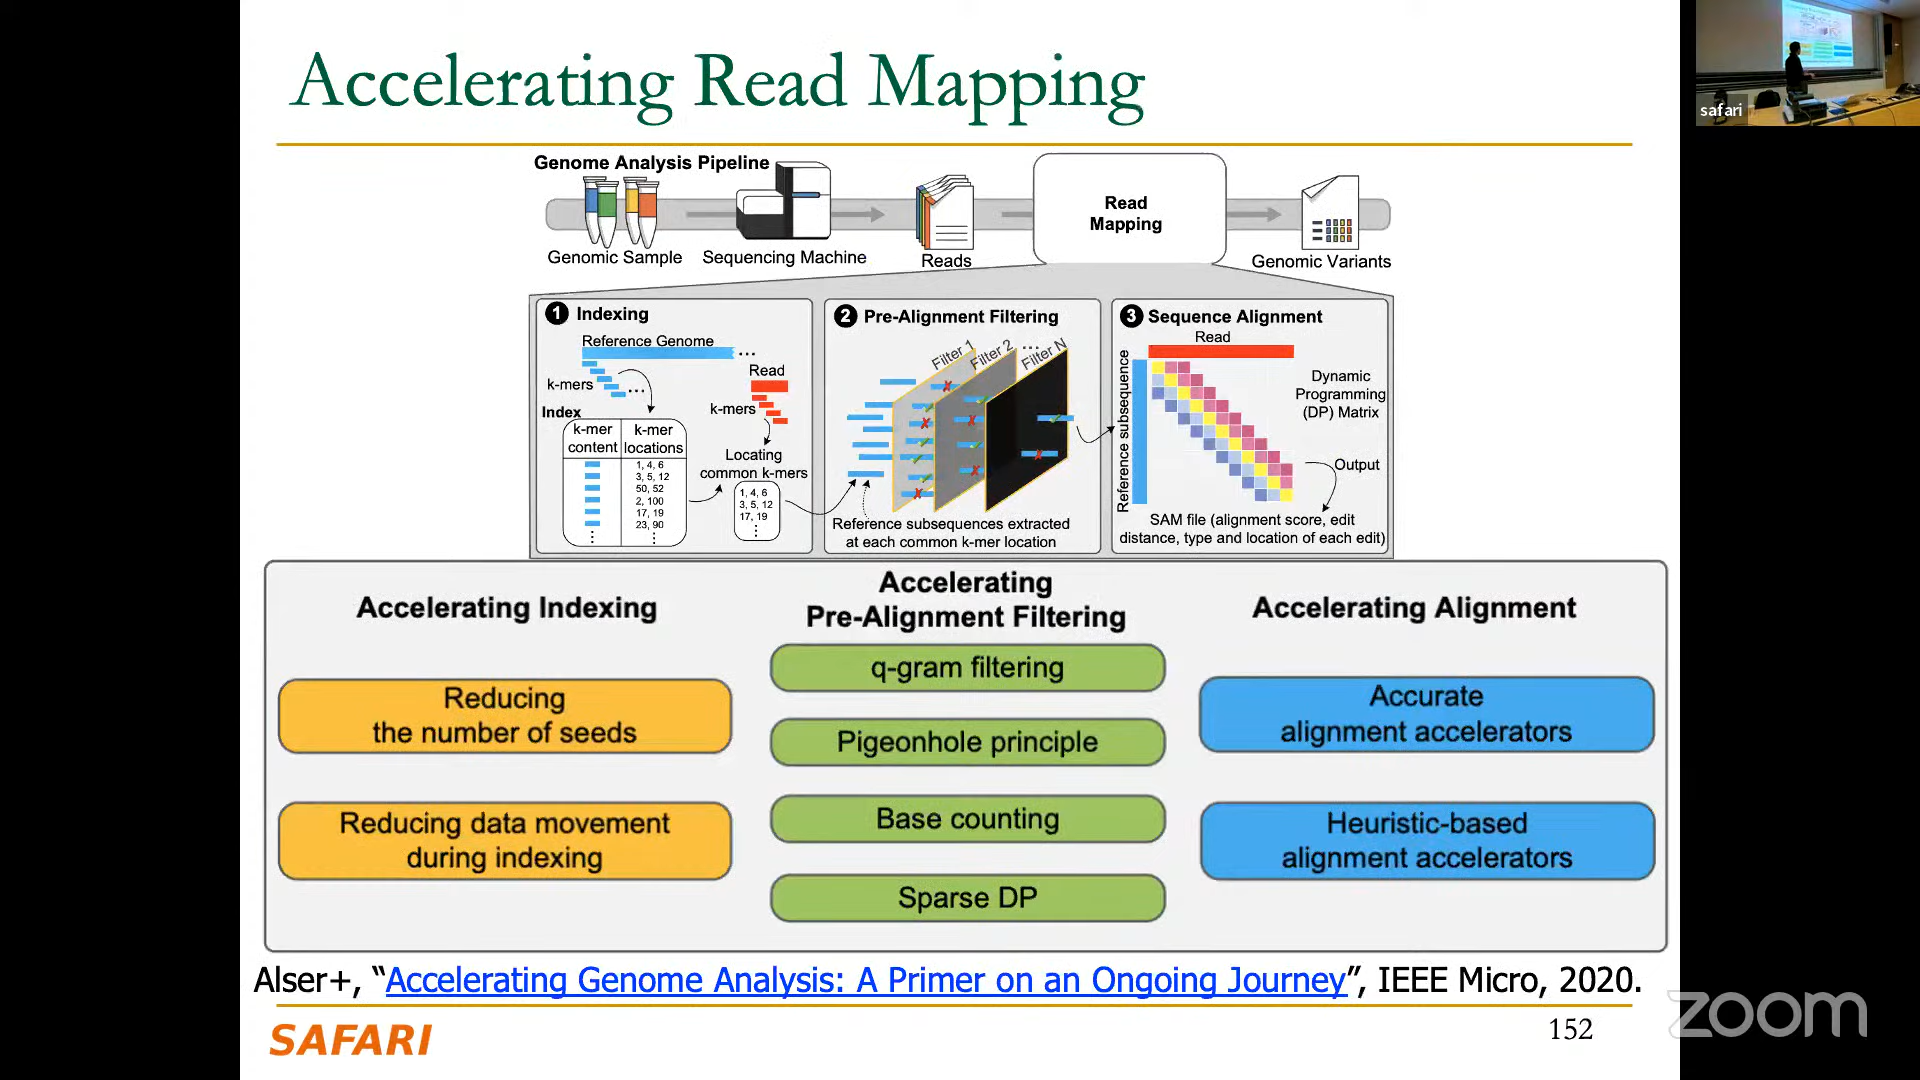 Accelerating Read Mapping
safari
Genome Analysis Pipeline
Genomic Sample
Sequencing Machine
Reads
Read
Mapping
Genomic Variants
1 Indexing
Reference Genome
...
k-mers
...
Read
k-mers
Index
k-mer
content
k-mer
locations
1, 4, 6
3, 5, 12
50, 52
2, 100
17, 19
23, 90
Locating
common k-mers
1, 4, 6
3, 5, 12
17, 19
2 Pre-Alignment Filtering
Filter 1
Filter 2
...
Filter N
Reference subsequences extracted
at each common k-mer location
3 Sequence Alignment
Read
Reference subsequence
Dynamic
Programming
(DP) Matrix
Output
SAM file (alignment score, edit
distance, type and location of each edit)
Accelerating Indexing
Reducing
the number of seeds
Reducing data movement
during indexing
Accelerating
Pre-Alignment Filtering
q-gram filtering
Pigeonhole principle
Base counting
Sparse DP
Accelerating Alignment
Accurate
alignment accelerators
Heuristic-based
alignment accelerators
Alser+, “Accelerating Genome Analysis: A Primer on an Ongoing Journey”, IEEE Micro, 2020.
SAFARI
152
zoom